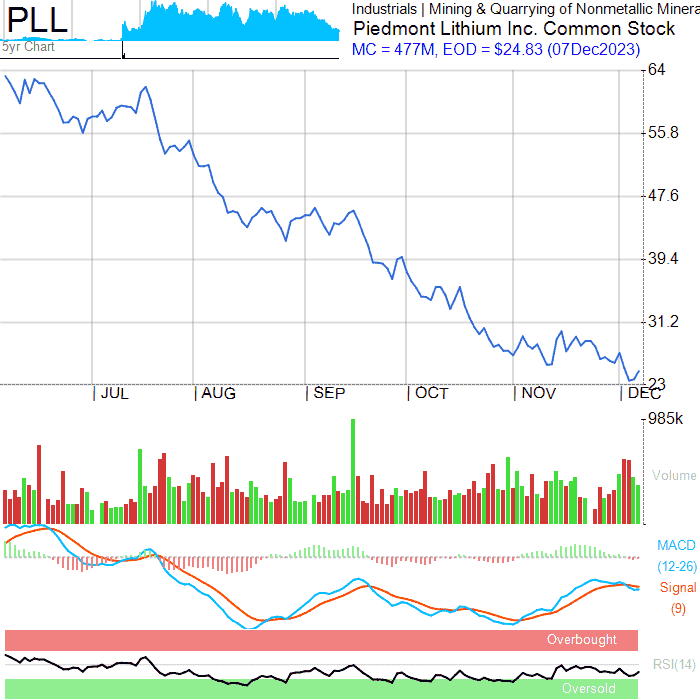 PLL
5yr Chart
Industrials | Mining & Quarrying of Nonmetallic Minera
Piedmont Lithium Inc. Common Stock
MC = 477M, EOD = $24.83 (07Dec2023)
64
55.8
47.6
39.4
31.2
23
JUL AUG SEP OCT NOV DEC
985k
Volume
MACD
(12-26)
Signal
(9)
Overbought
RSI(14)
Oversold